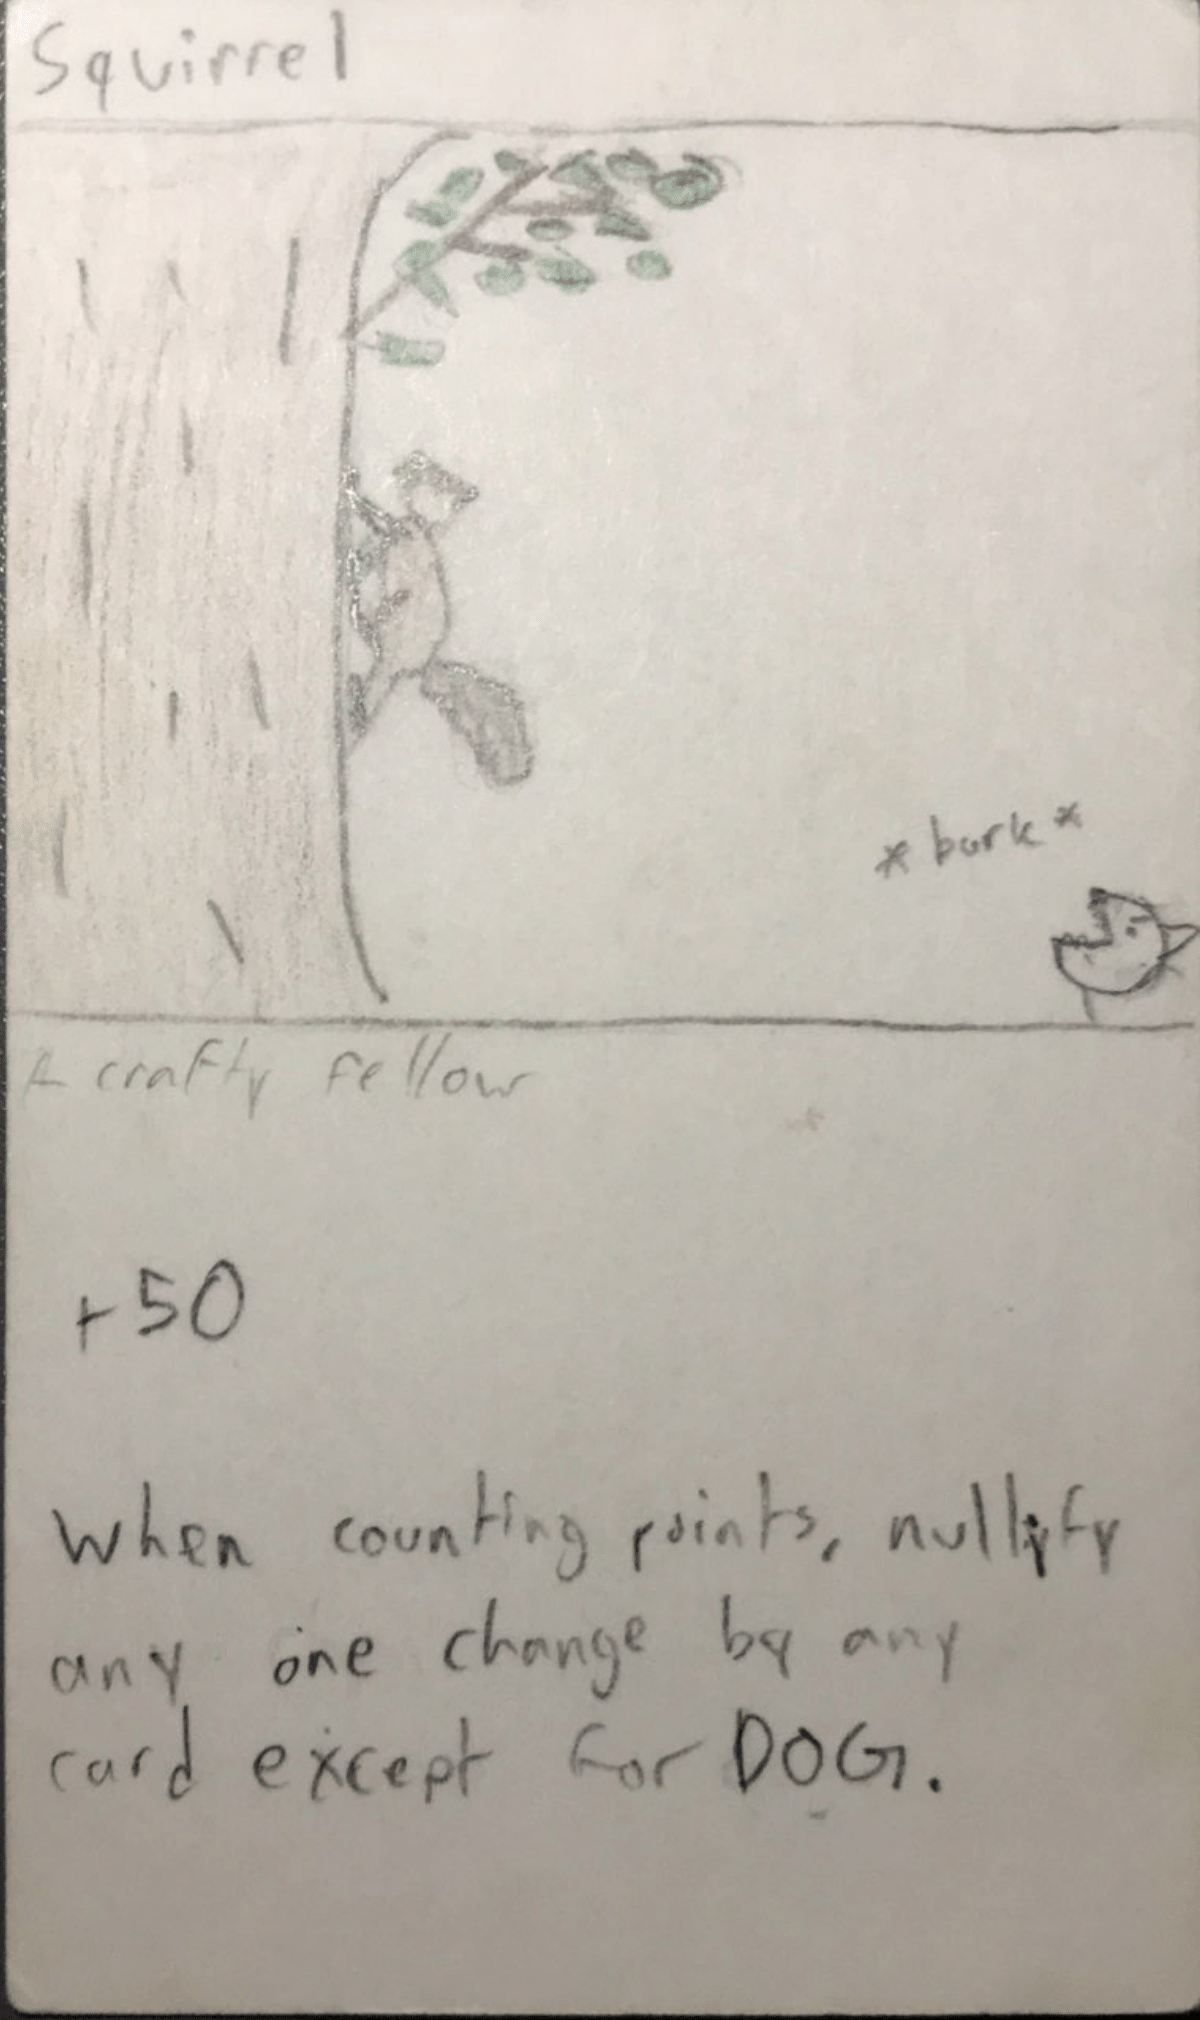 Squirrel
*bark*
A crafty fellow
+50
When counting points, nullify
any one change by any
card except for DOG.